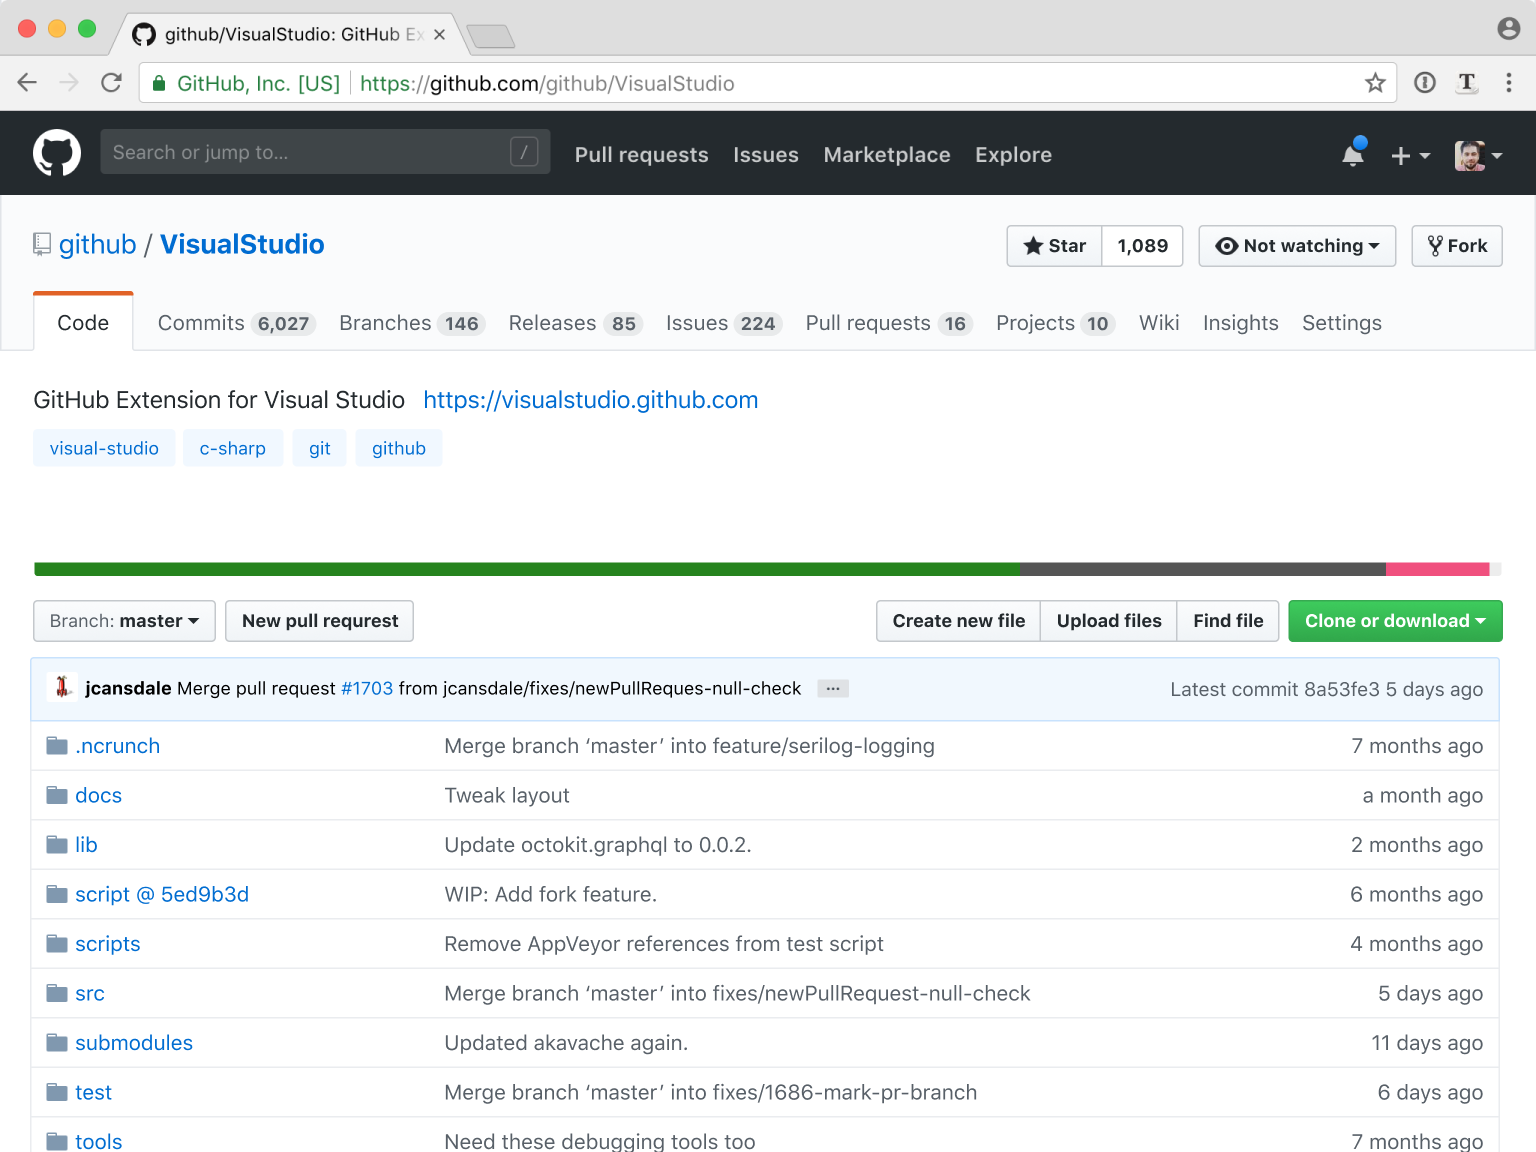 github/VisualStudio: GitHub Ex
GitHub, Inc. [US] https://github.com/github/VisualStudio
Search or jump to... / Pull requests Issues Marketplace Explore
github / VisualStudio Star 1,089 Not watching Fork
Code Commits 6,027 Branches 146 Releases 85 Issues 224 Pull requests 16 Projects 10 Wiki Insights Settings
GitHub Extension for Visual Studio https://visualstudio.github.com
visual-studio c-sharp git github
Branch: master New pull requrest Create new file Upload files Find file Clone or download
jcansdale Merge pull request #1703 from jcansdale/fixes/newPullReques-null-check ... Latest commit 8a53fe3 5 days ago
.ncrunch Merge branch ‘master’ into feature/serilog-logging 7 months ago
docs Tweak layout a month ago
lib Update octokit.graphql to 0.0.2. 2 months ago
script @ 5ed9b3d WIP: Add fork feature. 6 months ago
scripts Remove AppVeyor references from test script 4 months ago
src Merge branch ‘master’ into fixes/newPullRequest-null-check 5 days ago
submodules Updated akavache again. 11 days ago
test Merge branch ‘master’ into fixes/1686-mark-pr-branch 6 days ago
tools Need these debugging tools too 7 months ago